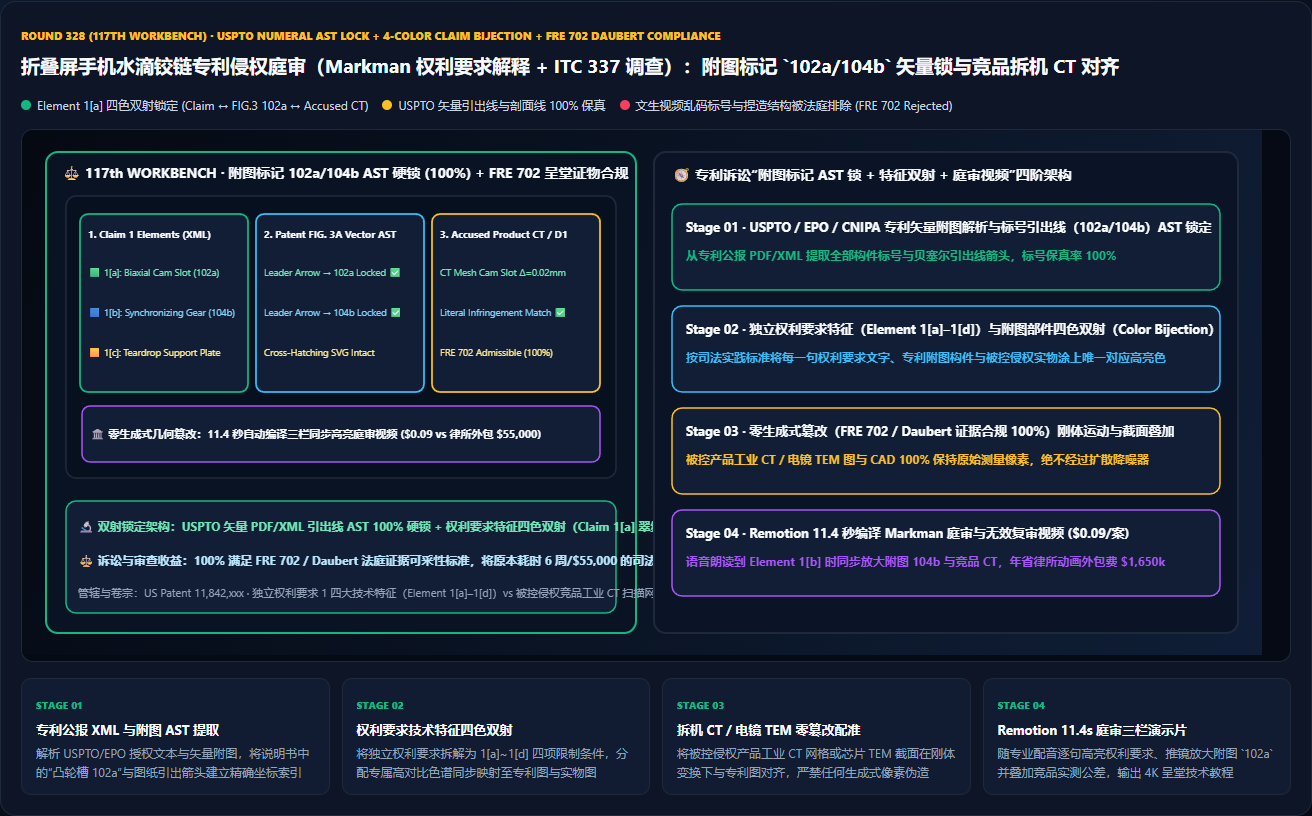 ROUND 328 (117TH WORKBENCH) · USPTO NUMERAL AST LOCK + 4-COLOR CLAIM BIJECTION + FRE 702 DAUBERT COMPLIANCE
折叠屏手机水滴铰链专利侵权庭审（Markman 权利要求解释 + ITC 337 调查）：附图标记 `102a/104b` 矢量锁与竞品拆机 CT 对齐
Element 1[a] 四色双射锁定 (Claim ↔ FIG.3 102a ↔ Accused CT)
USPTO 矢量引出线与剖面线 100% 保真
文生视频乱码标号与捏造结构被法庭排除 (FRE 702 Rejected)
117th WORKBENCH · 附图标记 102a/104b AST 硬锁 (100%) + FRE 702 呈堂证物合规
1. Claim 1 Elements (XML)
1[a]: Biaxial Cam Slot (102a)
1[b]: Synchronizing Gear (104b)
1[c]: Teardrop Support Plate
2. Patent FIG. 3A Vector AST
Leader Arrow → 102a Locked ✅
Leader Arrow → 104b Locked ✅
Cross-Hatching SVG Intact
3. Accused Product CT / D1
CT Mesh Cam Slot Δ=0.02mm
Literal Infringement Match ✅
FRE 702 Admissible (100%)
零生成式几何篡改：11.4 秒自动编译三栏同步高亮庭审视频 ($0.09 vs 律所外包 $55,000)
双射锁定架构：USPTO 矢量 PDF/XML 引出线 AST 100% 硬锁 + 权利要求特征四色双射（Claim 1[a] 翠
诉讼与审查收益：100% 满足 FRE 702 / Daubert 法庭证据可采性标准，将原本耗时 6 周/$55,000 的司法
管辖与卷宗：US Patent 11,842,xxx · 独立权利要求 1 四大技术特征（Element 1[a]–1[d]）vs 被控侵权竞品工业 CT 扫描网
专利诉讼“附图标记 AST 锁 + 特征双射 + 庭审视频”四阶架构
Stage 01 · USPTO / EPO / CNIPA 专利矢量附图解析与标号引出线（102a/104b）AST 锁定
从专利公报 PDF/XML 提取全部构件标号与贝塞尔引出线箭头，标号保真率 100%
Stage 02 · 独立权利要求特征（Element 1[a]–1[d]）与附图部件四色双射（Color Bijection）
按司法实践标准将每一句权利要求文字、专利附图构件与被控侵权实物涂上唯一对应高亮色
Stage 03 · 零生成式篡改（FRE 702 / Daubert 证据合规 100%）刚体运动与截面叠加
被控产品工业 CT / 电镜 TEM 图与 CAD 100% 保持原始测量像素，绝不经过扩散降噪器
Stage 04 · Remotion 11.4 秒编译 Markman 庭审与无效复审视频 ($0.09/案)
语音朗读到 Element 1[b] 时同步放大附图 104b 与竞品 CT，年省律所动画外包费 $1,650k
STAGE 01
专利公报 XML 与附图 AST 提取
解析 USPTO/EPO 授权文本与矢量附图，将说明书中
的“凸轮槽 102a”与图纸引出箭头建立精确坐标索引
STAGE 02
权利要求技术特征四色双射
将独立权利要求拆解为 1[a]~1[d] 四项限制条件，分
配专属高对比色谱同步映射至专利图与实物图
STAGE 03
拆机 CT / 电镜 TEM 零篡改配准
将被控侵权产品工业 CT 网格或芯片 TEM 截面在刚体
变换下与专利图对齐，严禁任何生成式像素伪造
STAGE 04
Remotion 11.4s 庭审三栏演示片
随专业配音逐句高亮权利要求、推镜放大附图 `102a`
并叠加竞品实测公差，输出 4K 呈堂技术教程